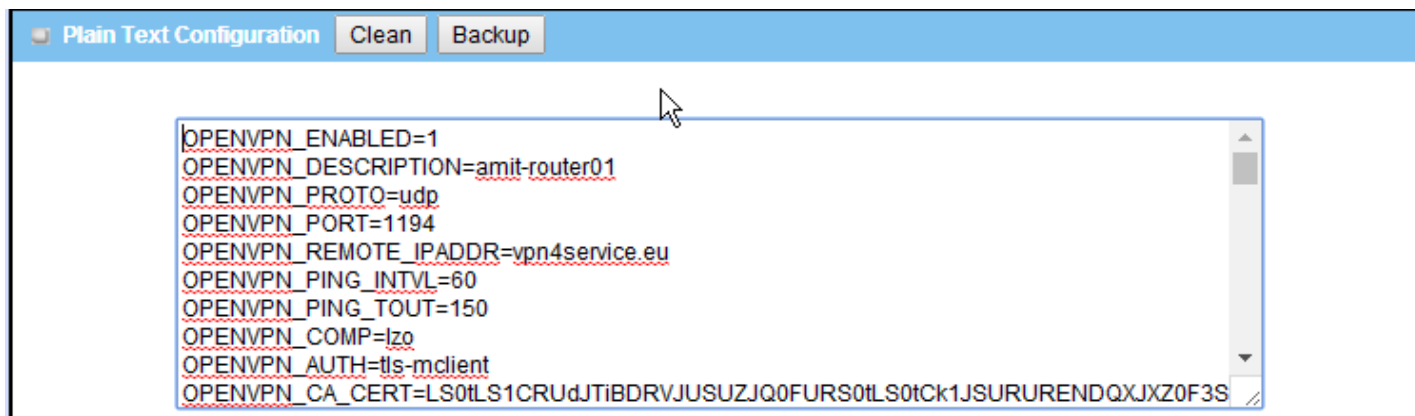 Plain Text Configuration Clean Backup
OPENVPN_ENABLED=1
OPENVPN_DESCRIPTION=amit-router01
OPENVPN_PROTO=udp
OPENVPN_PORT=1194
OPENVPN_REMOTE_IPADDR=vpn4service.eu
OPENVPN_PING_INTVL=60
OPENVPN_PING_TOUT=150
OPENVPN_COMP=lzo
OPENVPN_AUTH=tls-mclient
OPENVPN_CA_CERT=LS0tLS1CRUdJTiBDRVJUSUZJQ0FURS0tLS0tCk1JSURURENDQXJXZ0F3S